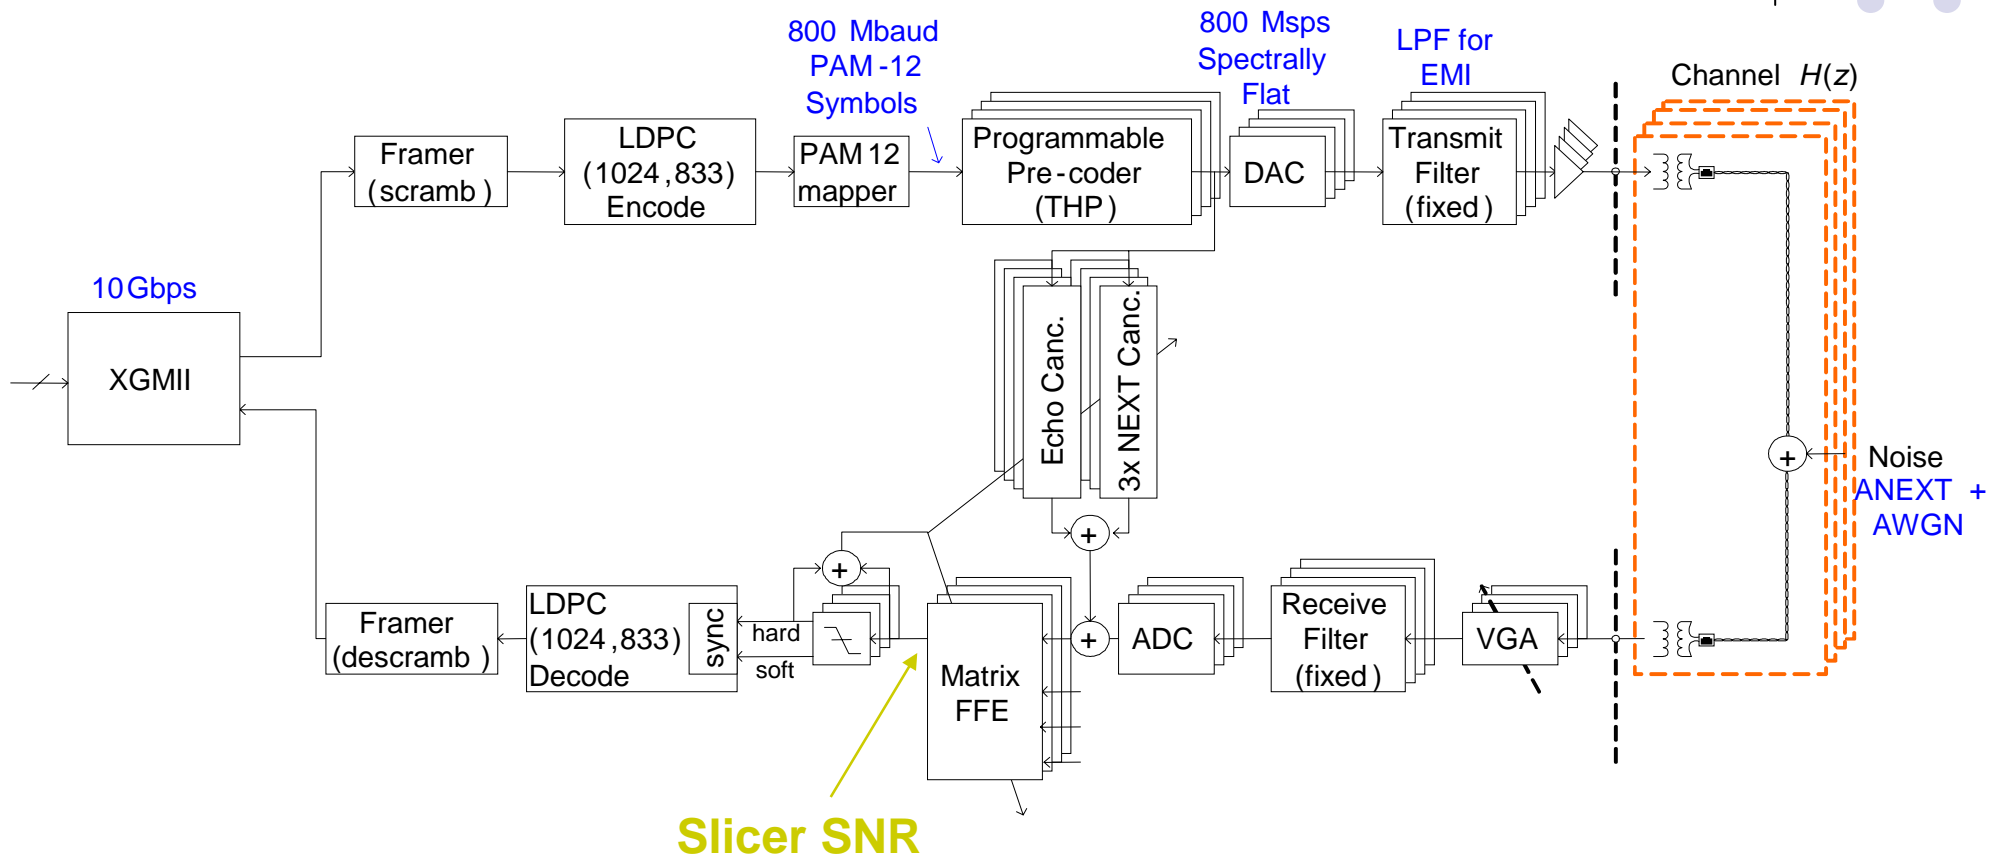 800 Mbaud
PAM-12
Symbols
800 Msps
Spectrally
Flat
LPF for
EMI
Channel H(z)
Framer
(scramb)
LDPC
(1024,833)
Encode
PAM 12
mapper
Programmable
Pre-coder
(THP)
DAC
Transmit
Filter
(fixed)
10Gbps
XGMII
Echo Canc.
3x NEXT Canc.
+
Noise
ANEXT +
AWGN
+
+
Framer
(descramb)
LDPC
(1024,833)
Decode
sync
hard
soft
Matrix
FFE
+
ADC
Receive
Filter
(fixed)
VGA
Slicer SNR